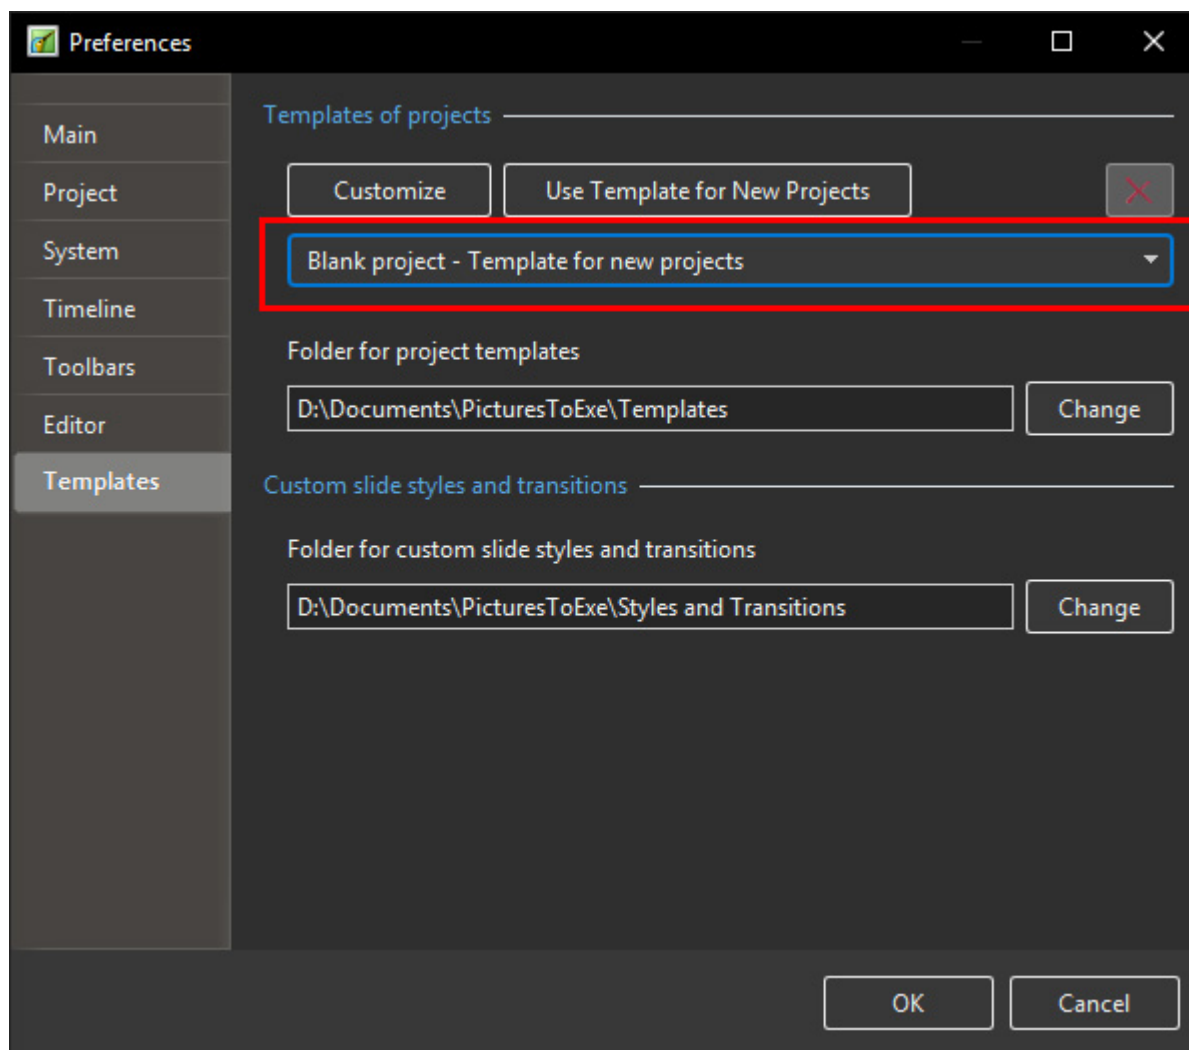 Preferences
Main
Project
System
Timeline
Toolbars
Editor
Templates
Templates of projects
Customize
Use Template for New Projects
Blank project - Template for new projects
Folder for project templates
D:\Documents\PicturesToExe\Templates
Change
Custom slide styles and transitions
Folder for custom slide styles and transitions
D:\Documents\PicturesToExe\Styles and Transitions
Change
OK
Cancel